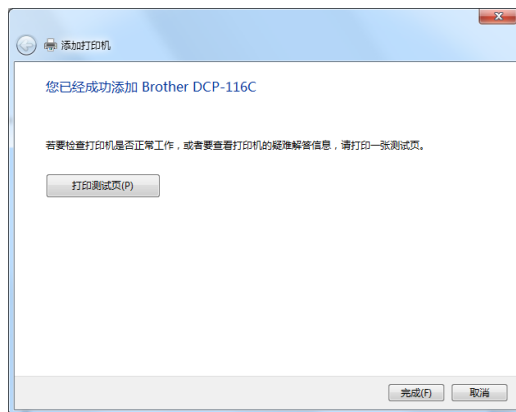 添加打印机
您已经成功添加 Brother DCP-116C
若要检查打印机是否正常工作，或者要查看打印机的疑难解答信息，请打印一张测试页。
打印测试页(P)
完成(F)
取消